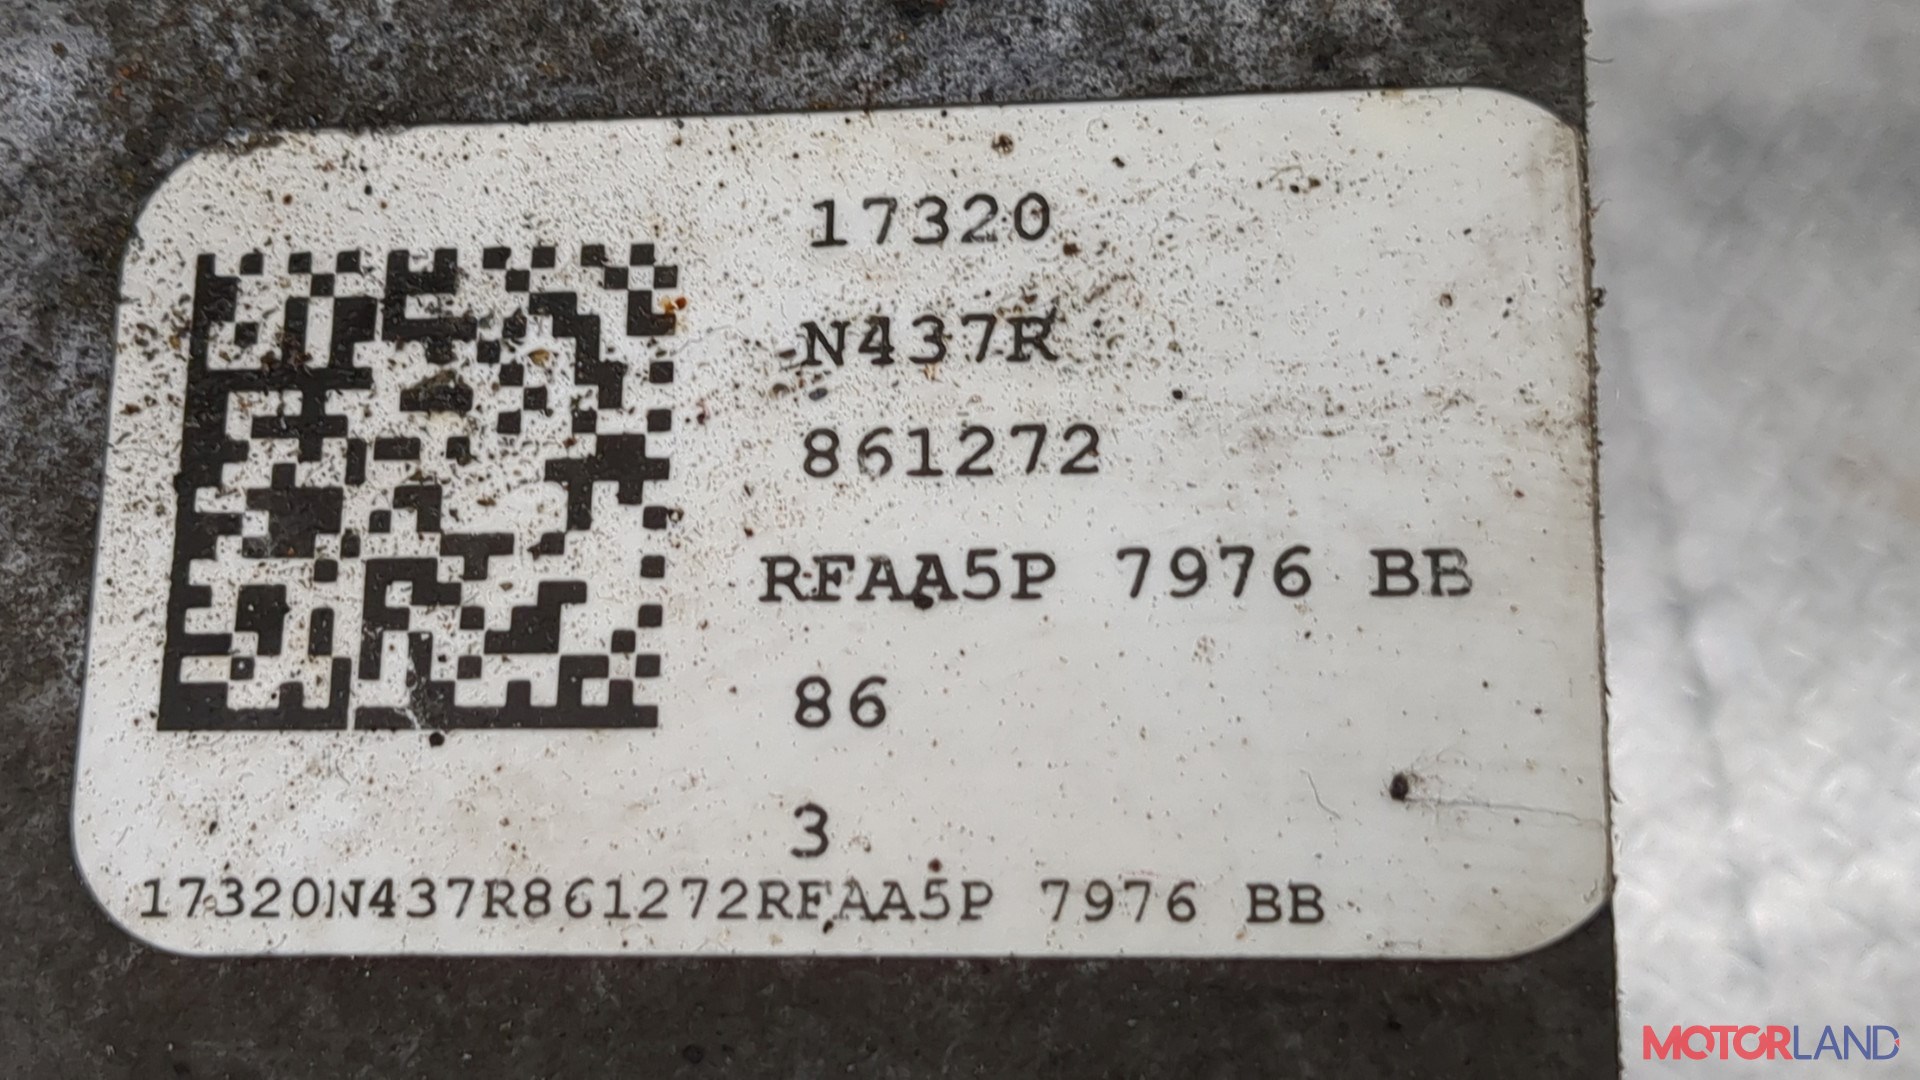 17320
N437R
861272
RFAA5P 7976 BB
86
3
17320N437R861272RFAA5P 7976 BB
MOTORLAND